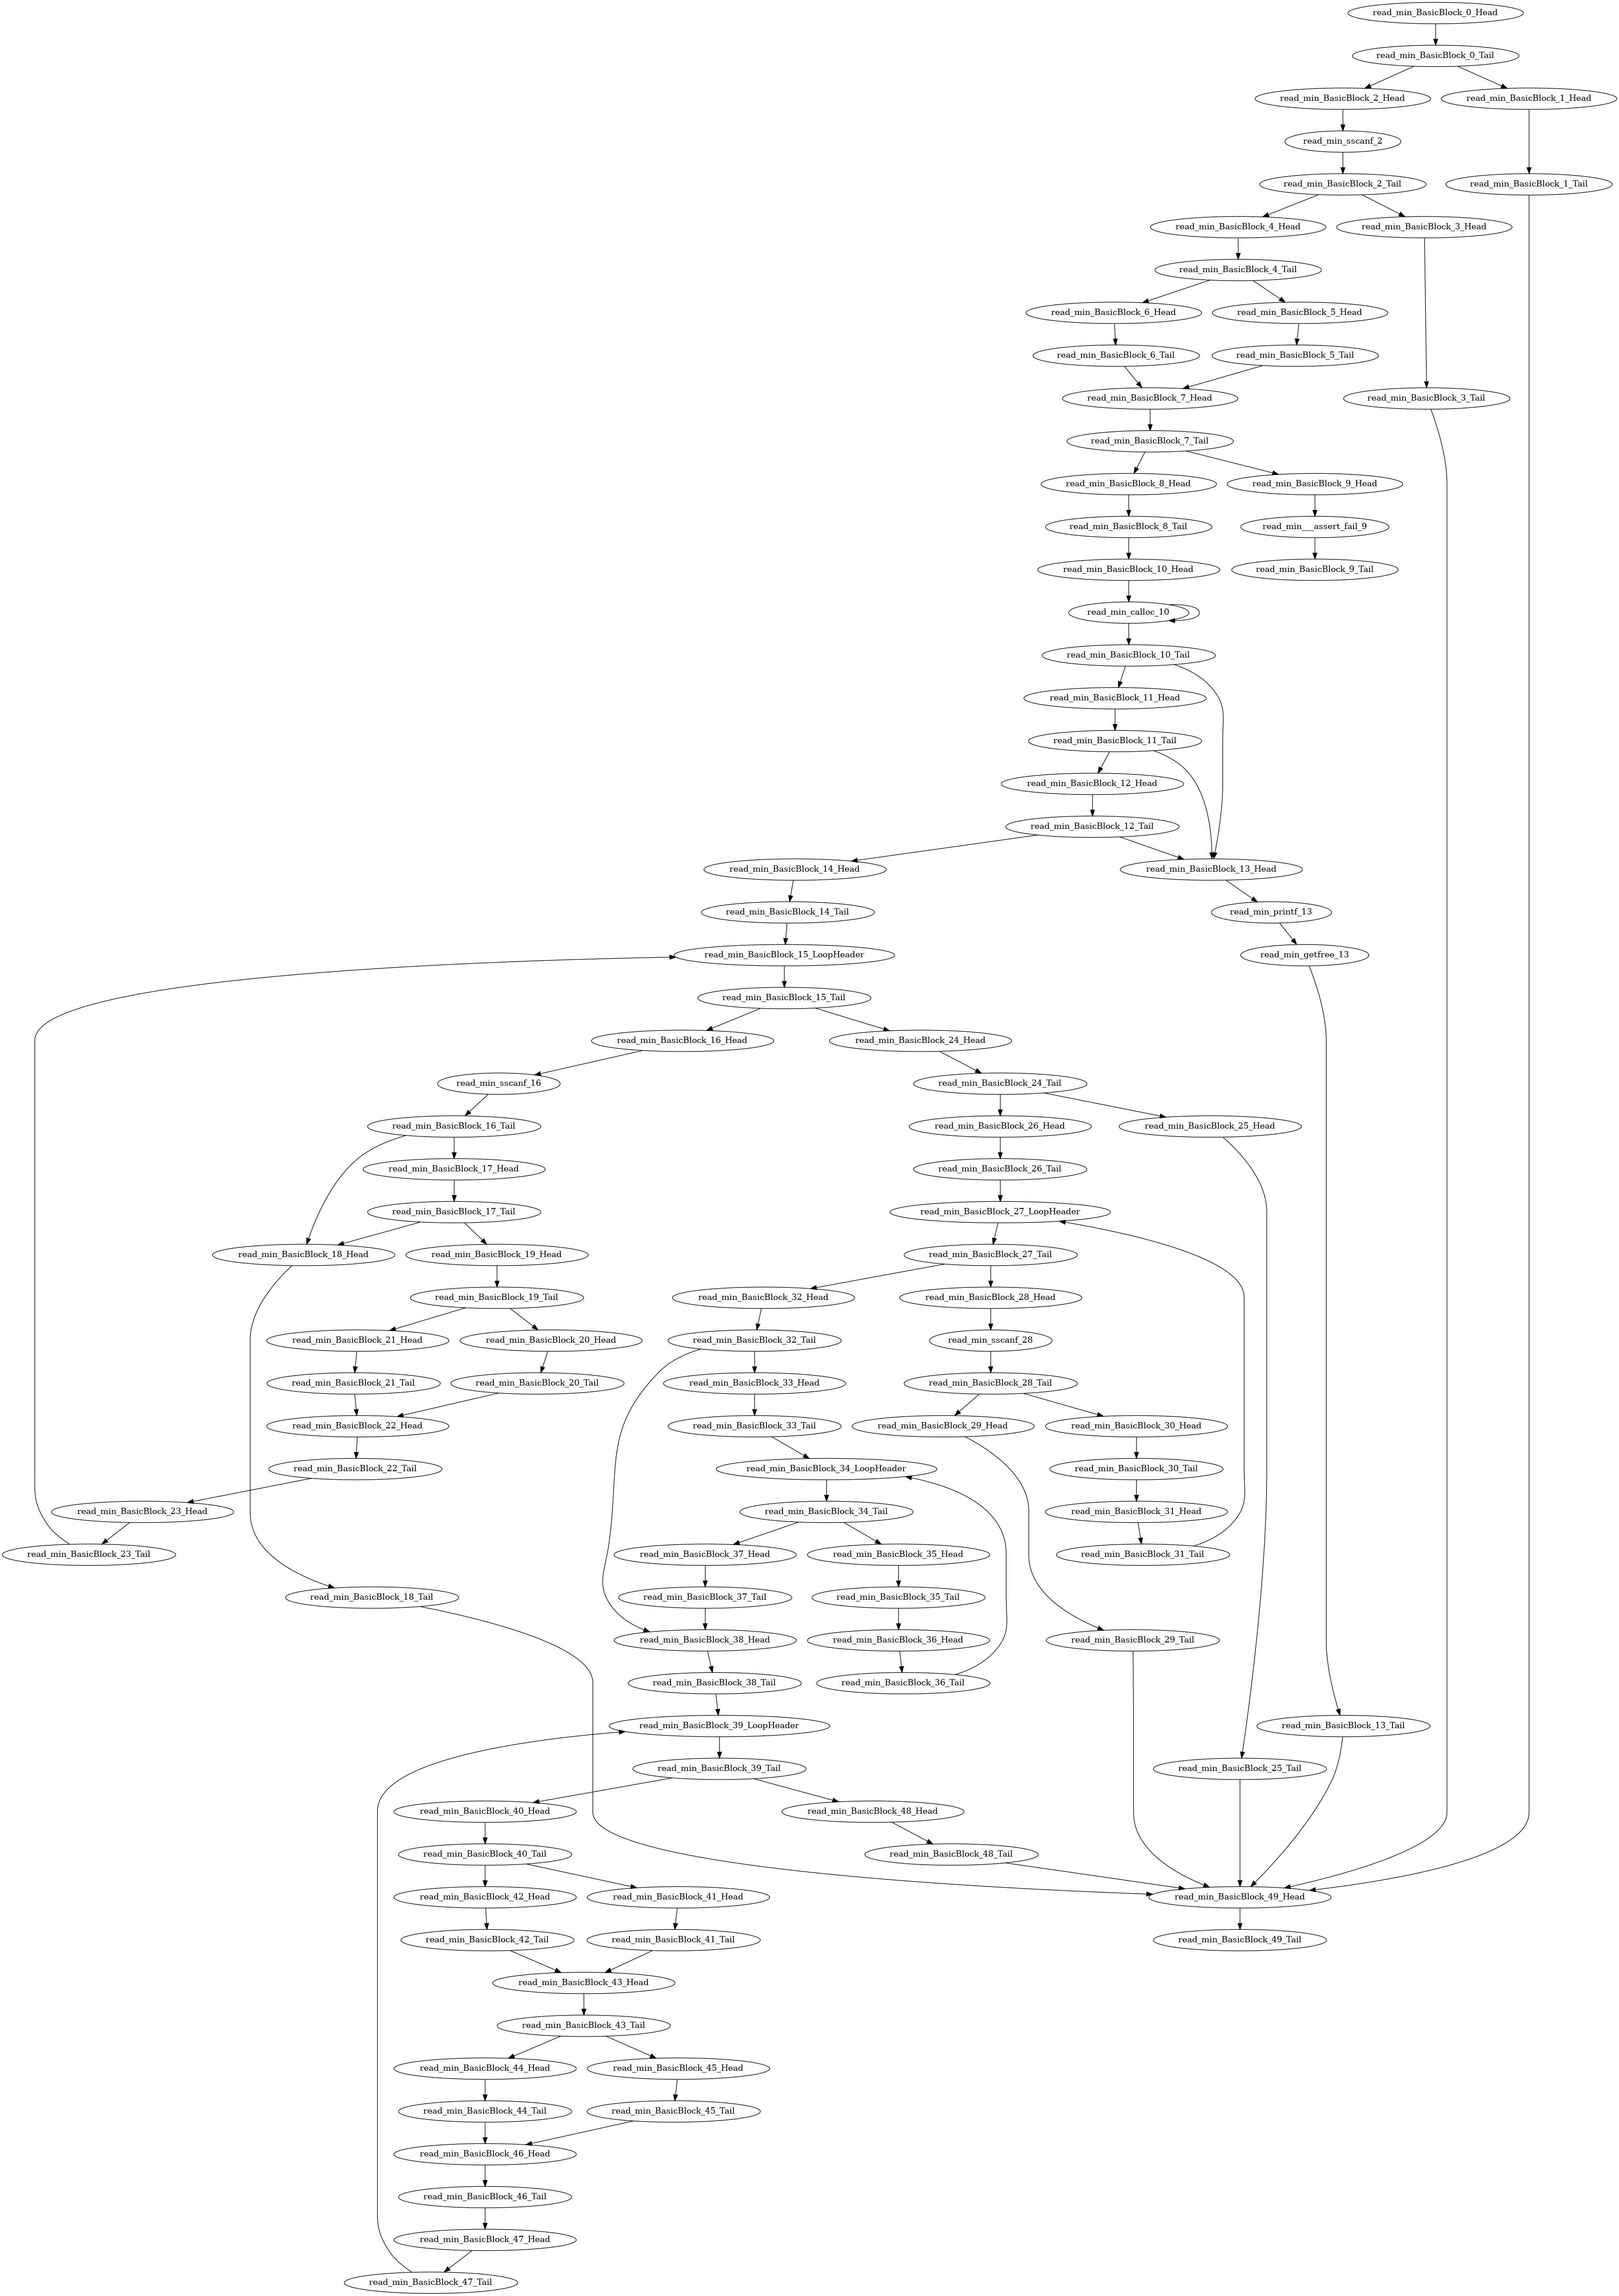 read_min_BasicBlock_0_Head
read_min_BasicBlock_0_Tail
read_min_BasicBlock_2_Head
read_min_BasicBlock_1_Head
read_min_sscanf_2
read_min_BasicBlock_2_Tail
read_min_BasicBlock_1_Tail
read_min_BasicBlock_4_Head
read_min_BasicBlock_3_Head
read_min_BasicBlock_4_Tail
read_min_BasicBlock_6_Head
read_min_BasicBlock_5_Head
read_min_BasicBlock_6_Tail
read_min_BasicBlock_5_Tail
read_min_BasicBlock_7_Head
read_min_BasicBlock_3_Tail
read_min_BasicBlock_7_Tail
read_min_BasicBlock_8_Head
read_min_BasicBlock_9_Head
read_min_BasicBlock_8_Tail
read_min___assert_fail_9
read_min_BasicBlock_10_Head
read_min_BasicBlock_9_Tail
read_min_calloc_10
read_min_BasicBlock_10_Tail
read_min_BasicBlock_11_Head
read_min_BasicBlock_11_Tail
read_min_BasicBlock_12_Head
read_min_BasicBlock_12_Tail
read_min_BasicBlock_14_Head
read_min_BasicBlock_13_Head
read_min_BasicBlock_14_Tail
read_min_printf_13
read_min_BasicBlock_15_LoopHeader
read_min_getfree_13
read_min_BasicBlock_15_Tail
read_min_BasicBlock_16_Head
read_min_BasicBlock_24_Head
read_min_sscanf_16
read_min_BasicBlock_24_Tail
read_min_BasicBlock_16_Tail
read_min_BasicBlock_26_Head
read_min_BasicBlock_25_Head
read_min_BasicBlock_17_Head
read_min_BasicBlock_26_Tail
read_min_BasicBlock_17_Tail
read_min_BasicBlock_27_LoopHeader
read_min_BasicBlock_18_Head
read_min_BasicBlock_19_Head
read_min_BasicBlock_27_Tail
read_min_BasicBlock_19_Tail
read_min_BasicBlock_32_Head
read_min_BasicBlock_28_Head
read_min_BasicBlock_21_Head
read_min_BasicBlock_20_Head
read_min_BasicBlock_32_Tail
read_min_sscanf_28
read_min_BasicBlock_21_Tail
read_min_BasicBlock_20_Tail
read_min_BasicBlock_33_Head
read_min_BasicBlock_28_Tail
read_min_BasicBlock_22_Head
read_min_BasicBlock_33_Tail
read_min_BasicBlock_29_Head
read_min_BasicBlock_30_Head
read_min_BasicBlock_22_Tail
read_min_BasicBlock_34_LoopHeader
read_min_BasicBlock_30_Tail
read_min_BasicBlock_23_Head
read_min_BasicBlock_34_Tail
read_min_BasicBlock_31_Head
read_min_BasicBlock_23_Tail
read_min_BasicBlock_37_Head
read_min_BasicBlock_35_Head
read_min_BasicBlock_31_Tail
read_min_BasicBlock_18_Tail
read_min_BasicBlock_37_Tail
read_min_BasicBlock_35_Tail
read_min_BasicBlock_38_Head
read_min_BasicBlock_36_Head
read_min_BasicBlock_29_Tail
read_min_BasicBlock_38_Tail
read_min_BasicBlock_36_Tail
read_min_BasicBlock_39_LoopHeader
read_min_BasicBlock_13_Tail
read_min_BasicBlock_39_Tail
read_min_BasicBlock_25_Tail
read_min_BasicBlock_40_Head
read_min_BasicBlock_48_Head
read_min_BasicBlock_40_Tail
read_min_BasicBlock_48_Tail
read_min_BasicBlock_42_Head
read_min_BasicBlock_41_Head
read_min_BasicBlock_49_Head
read_min_BasicBlock_42_Tail
read_min_BasicBlock_41_Tail
read_min_BasicBlock_49_Tail
read_min_BasicBlock_43_Head
read_min_BasicBlock_43_Tail
read_min_BasicBlock_44_Head
read_min_BasicBlock_45_Head
read_min_BasicBlock_44_Tail
read_min_BasicBlock_45_Tail
read_min_BasicBlock_46_Head
read_min_BasicBlock_46_Tail
read_min_BasicBlock_47_Head
read_min_BasicBlock_47_Tail